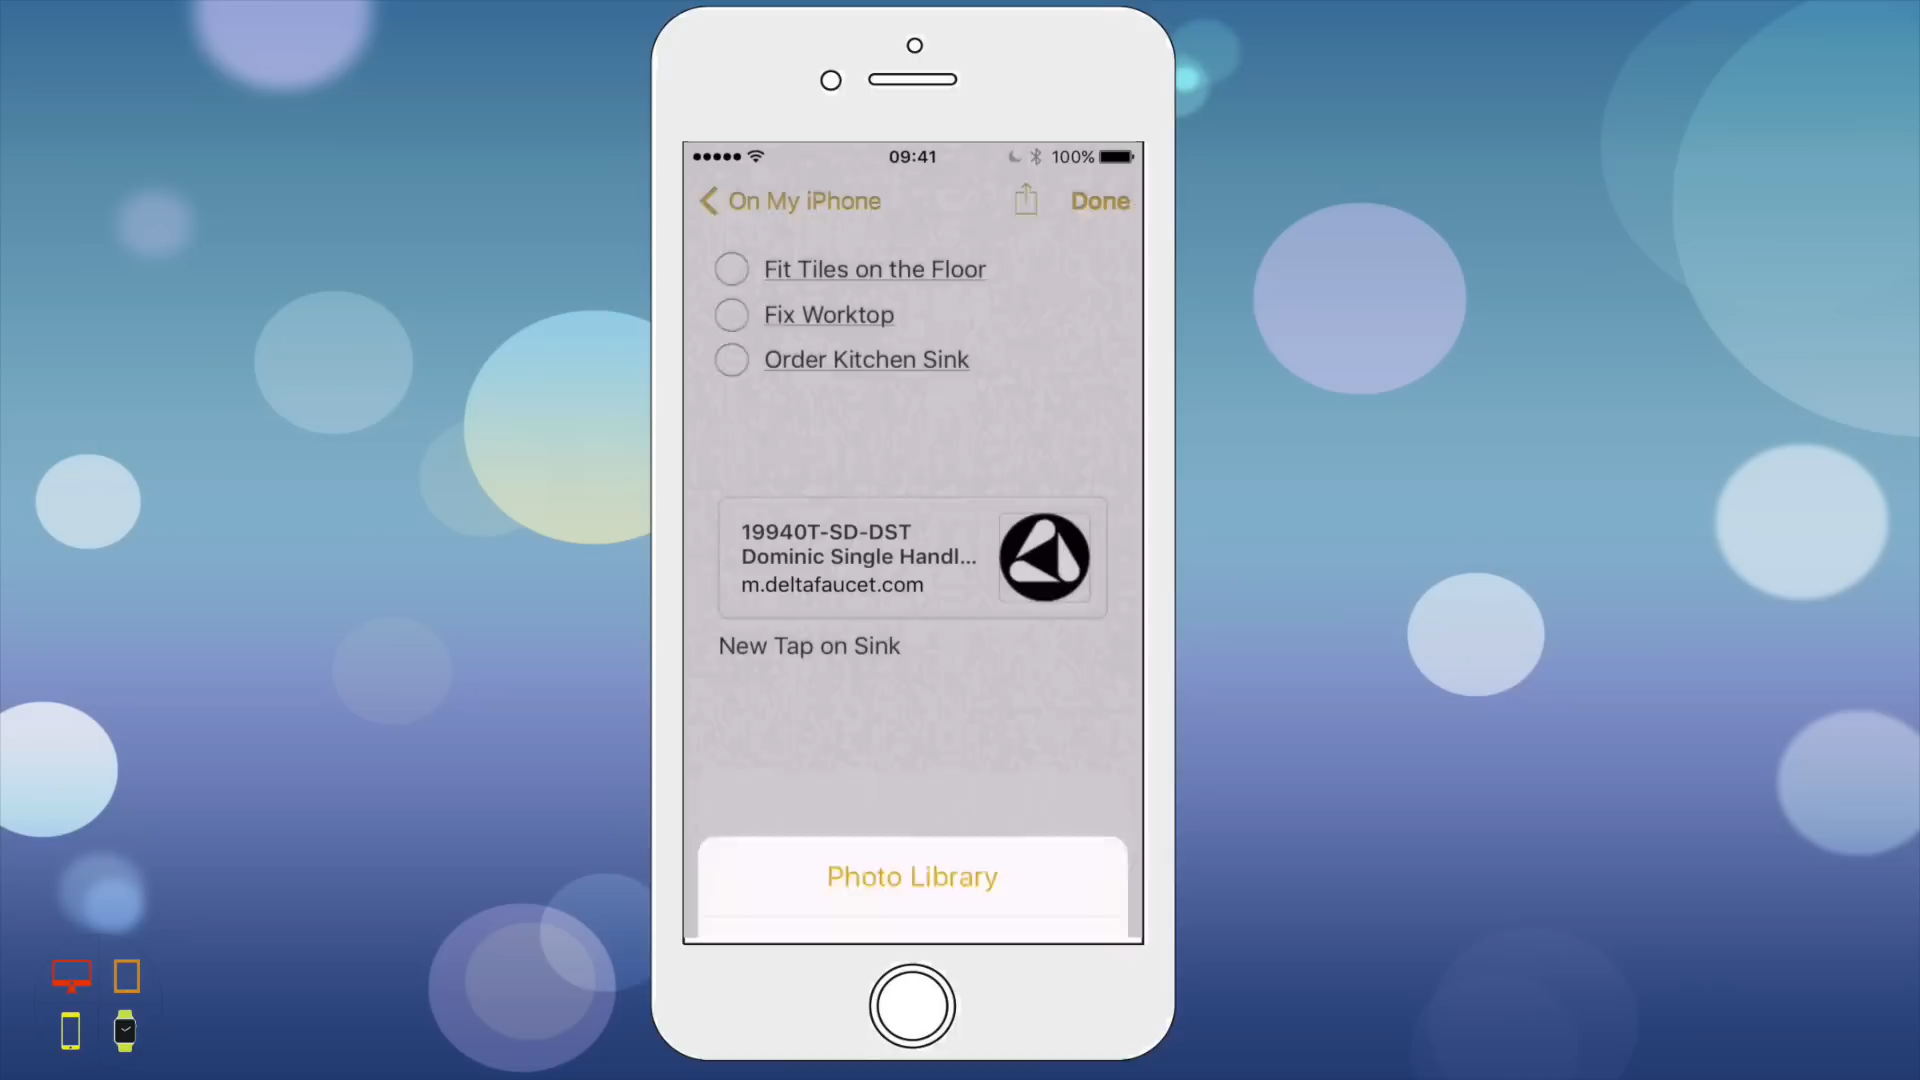 09:41
100%
On My iPhone
Done
Fit Tiles on the Floor
Fix Worktop
Order Kitchen Sink
19940T-SD-DST
Dominic Single Handl...
m.deltafaucet.com
New Tap on Sink
Photo Library